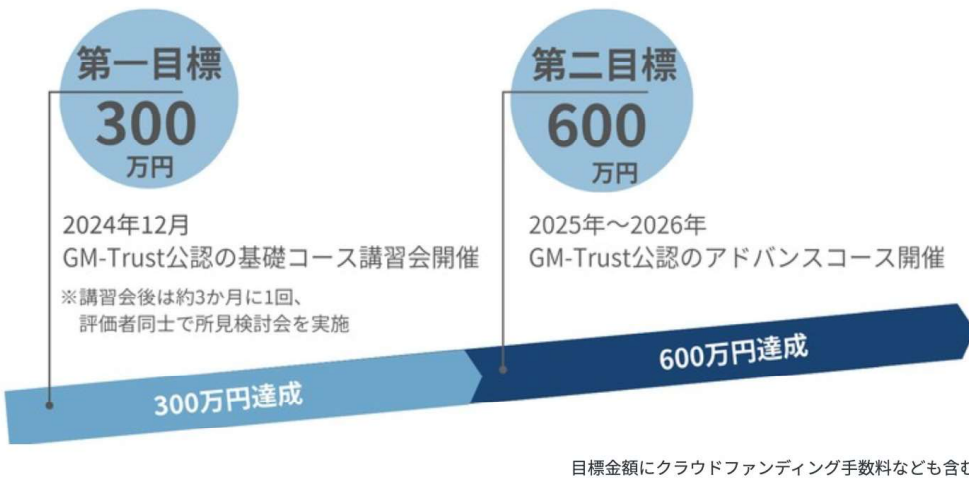 第一目標
300
万円
2024年12月
GM-Trust公認の基礎コース講習会開催
※講習会後は約3か月に1回、
評価者同士で所見検討会を実施
300万円達成
第二目標
600
万円
2025年～2026年
GM-Trust公認のアドバンスコース開催
600万円達成
目標金額にクラウドファンディング手数料なども含む